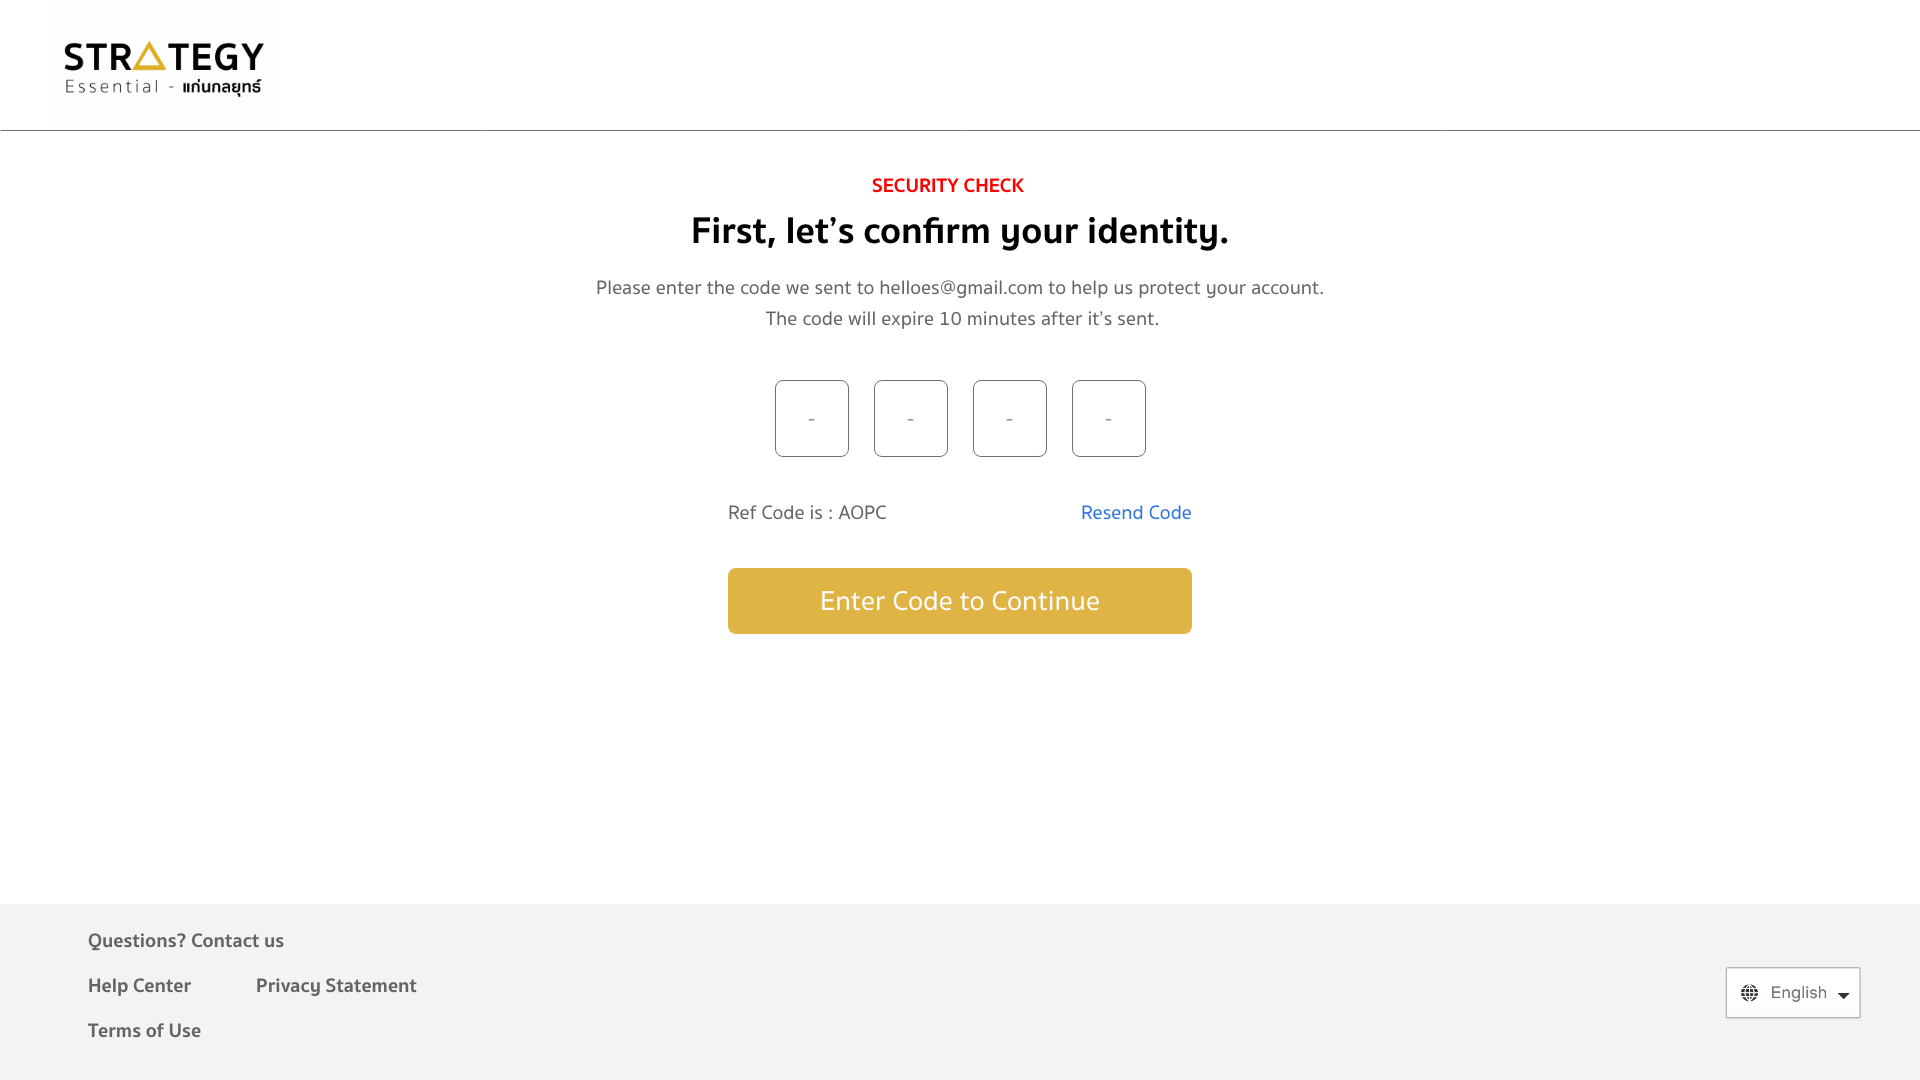 STRATEGY
Essential - แก่นกลยุทธ์
SECURITY CHECK
First, let’s confirm your identity.
Please enter the code we sent to helloes@gmail.com to help us protect your account.
The code will expire 10 minutes after it’s sent.
- - - -
Ref Code is : AOPC
Resend Code
Enter Code to Continue
Questions? Contact us
Help Center
Privacy Statement
Terms of Use
English